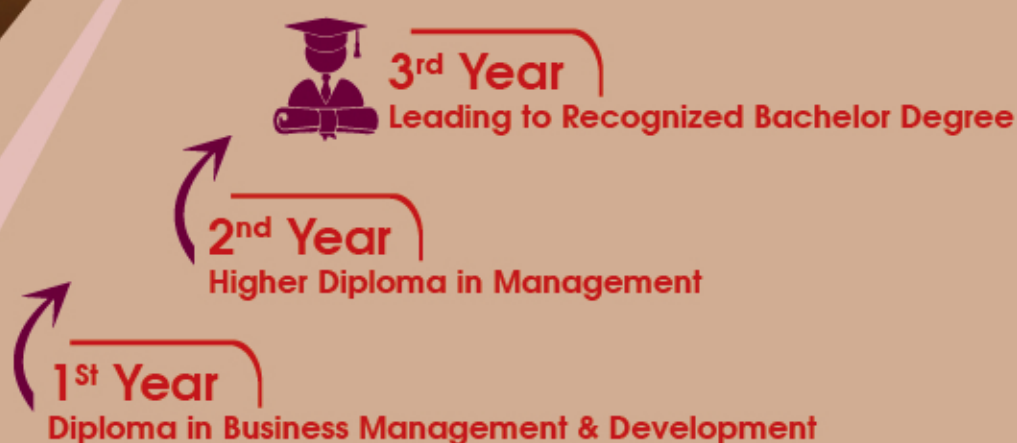 3rd Year
Leading to Recognized Bachelor Degree
2nd Year
Higher Diploma in Management
1St Year
Diploma in Business Management & Development